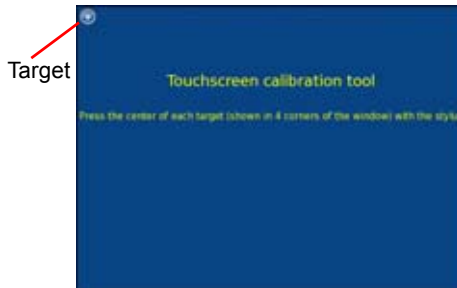 Target
Touchscreen calibration tool
Press the center of each target (shown in 4 corners of the window) with the stylu